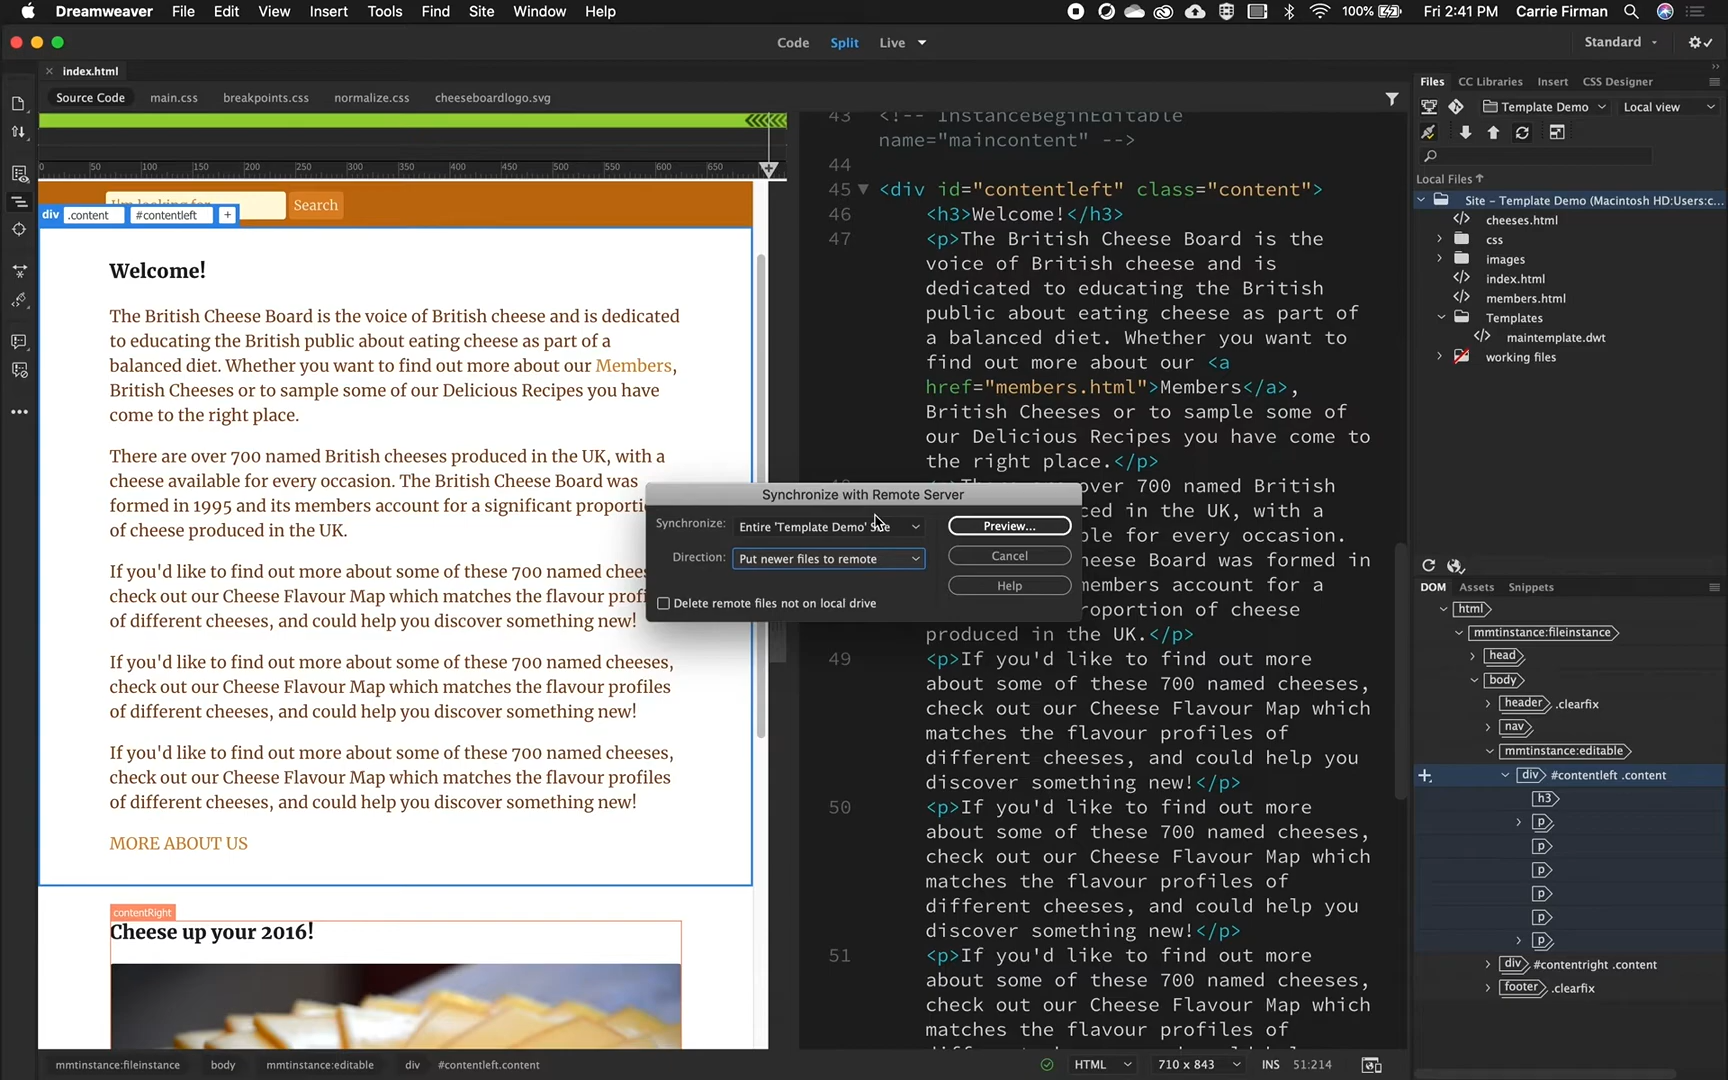 Dreamweaver File Edit View Insert Tools Find Site Window Help
100% Fri 2:41 PM Carrie Firman
Code Split Live
Standard
index.html
Source Code main.css breakpoints.css normalize.css cheeseboardlogo.svg
0 50 100 150 200 250 300 350 400 450 500 550 600 650
Search
div .content #contentleft +
Welcome!
The British Cheese Board is the voice of British cheese and is dedicated
to educating the British public about eating cheese as part of a
balanced diet. Whether you want to find out more about our Members,
British Cheeses or to sample some of our Delicious Recipes you have
come to the right place.
There are over 700 named British cheeses produced in the UK, with a
cheese available for every occasion. The British Cheese Board was
formed in 1995 and its members account for a significant proporti
of cheese produced in the UK.
If you'd like to find out more about some of these 700 named chee
check out our Cheese Flavour Map which matches the flavour profi
of different cheeses, and could help you discover something new!
If you'd like to find out more about some of these 700 named cheeses,
check out our Cheese Flavour Map which matches the flavour profiles
of different cheeses, and could help you discover something new!
If you'd like to find out more about some of these 700 named cheeses,
check out our Cheese Flavour Map which matches the flavour profiles
of different cheeses, and could help you discover something new!
MORE ABOUT US
contentRight
Cheese up your 2016!
43 <!-- InstanceBeginEditable
name="maincontent" -->
44
45 <div id="contentleft" class="content">
46 <h3>Welcome!</h3>
47 <p>The British Cheese Board is the
voice of British cheese and is
dedicated to educating the British
public about eating cheese as part of
a balanced diet. Whether you want to
find out more about our <a
href="members.html">Members</a>,
British Cheeses or to sample some of
our Delicious Recipes you have come to
the right place.</p>
over 700 named British
ced in the UK, with a
ble for every occasion.
heese Board was formed in
members account for a
roportion of cheese
produced in the UK.</p>
49 <p>If you'd like to find out more
about some of these 700 named cheeses,
check out our Cheese Flavour Map which
matches the flavour profiles of
different cheeses, and could help you
discover something new!</p>
50 <p>If you'd like to find out more
about some of these 700 named cheeses,
check out our Cheese Flavour Map which
matches the flavour profiles of
different cheeses, and could help you
discover something new!</p>
51 <p>If you'd like to find out more
about some of these 700 named cheeses,
check out our Cheese Flavour Map which
matches the flavour profiles of
Synchronize with Remote Server
Synchronize: Entire 'Template Demo' Site Preview...
Direction: Put newer files to remote Cancel
Help
Delete remote files not on local drive
Files CC Libraries Insert CSS Designer
Template Demo Local view
Local Files
Site - Template Demo (Macintosh HD:Users:c...
cheeses.html
css
images
index.html
members.html
Templates
maintemplate.dwt
working files
DOM Assets Snippets
html
mmtinstance:fileinstance
head
body
header .clearfix
nav
mmtinstance:editable
div #contentleft .content
h3
p
p
p
p
p
p
div #contentright .content
footer .clearfix
mmtinstance:fileinstance body mmtinstance:editable div #contentleft.content
HTML 710 x 843 INS 51:214